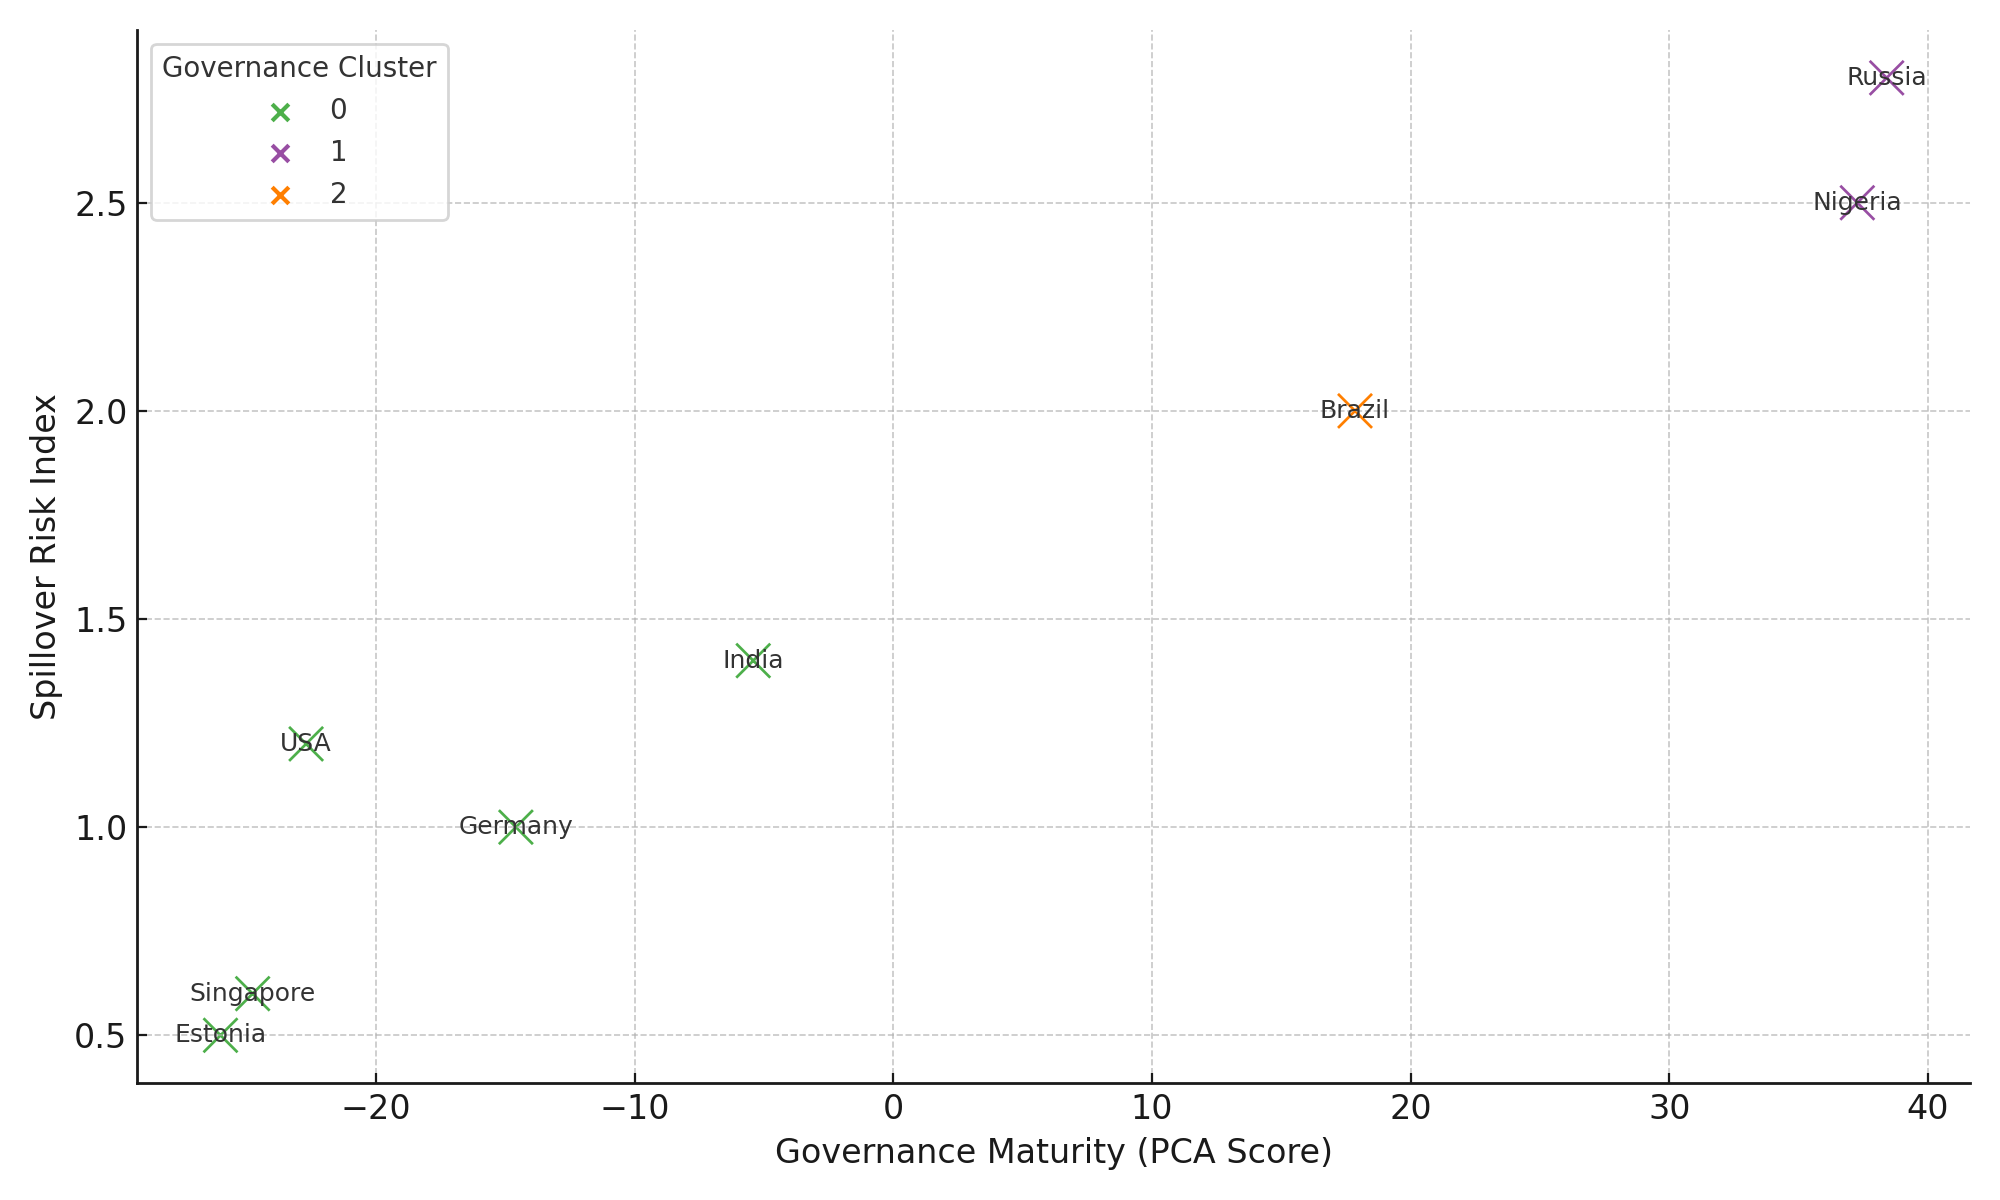 Governance Cluster
0
1
2
Russia
Nigeria
Brazil
India
USA
Germany
Singapore
Estonia
2.5
2.0
1.5
1.0
0.5
Spillover Risk Index
−20
−10
0
10
20
30
40
Governance Maturity (PCA Score)